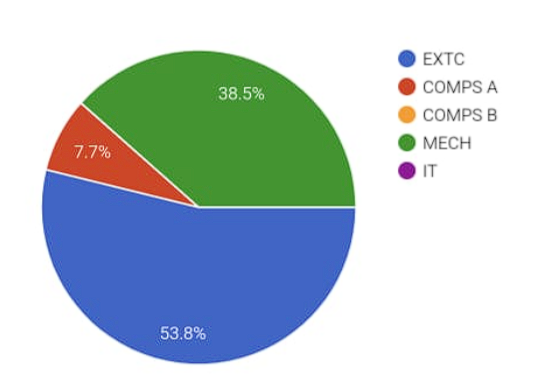 38.5%
7.7%
53.8%
EXTC
COMPS A
COMPS B
MECH
IT